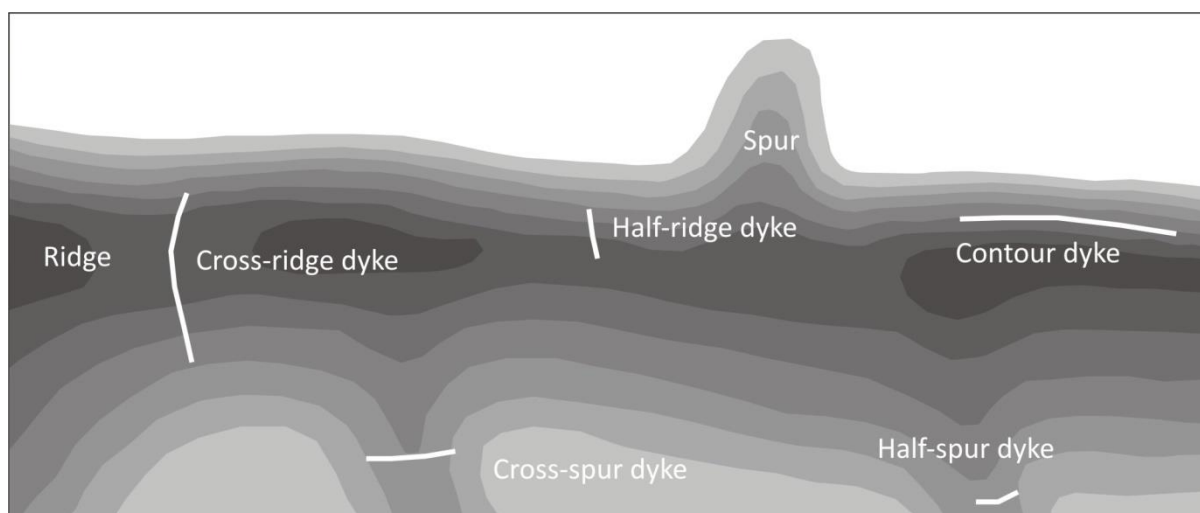 Spur
Half-ridge dyke
Ridge
Cross-ridge dyke
Contour dyke
Half-spur dyke
Cross-spur dyke